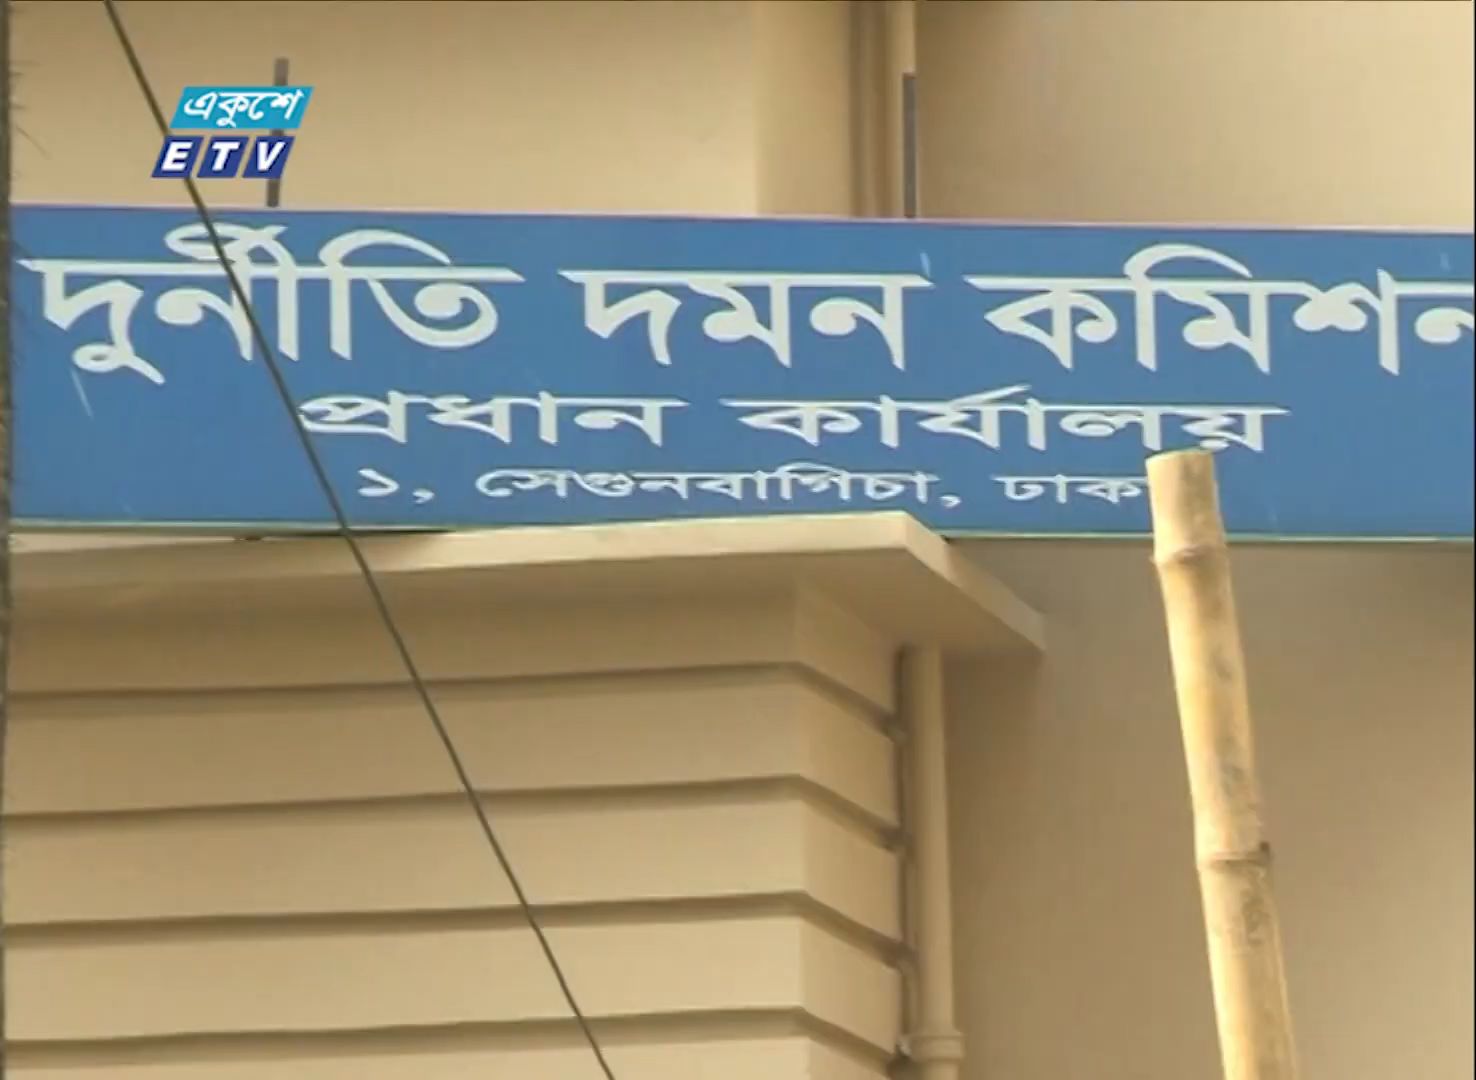 একুশে
ETV
দুর্নীতি দমন কমিশন
প্রধান কার্যালয়
১, সেগুনবাগিচা, ঢাকা